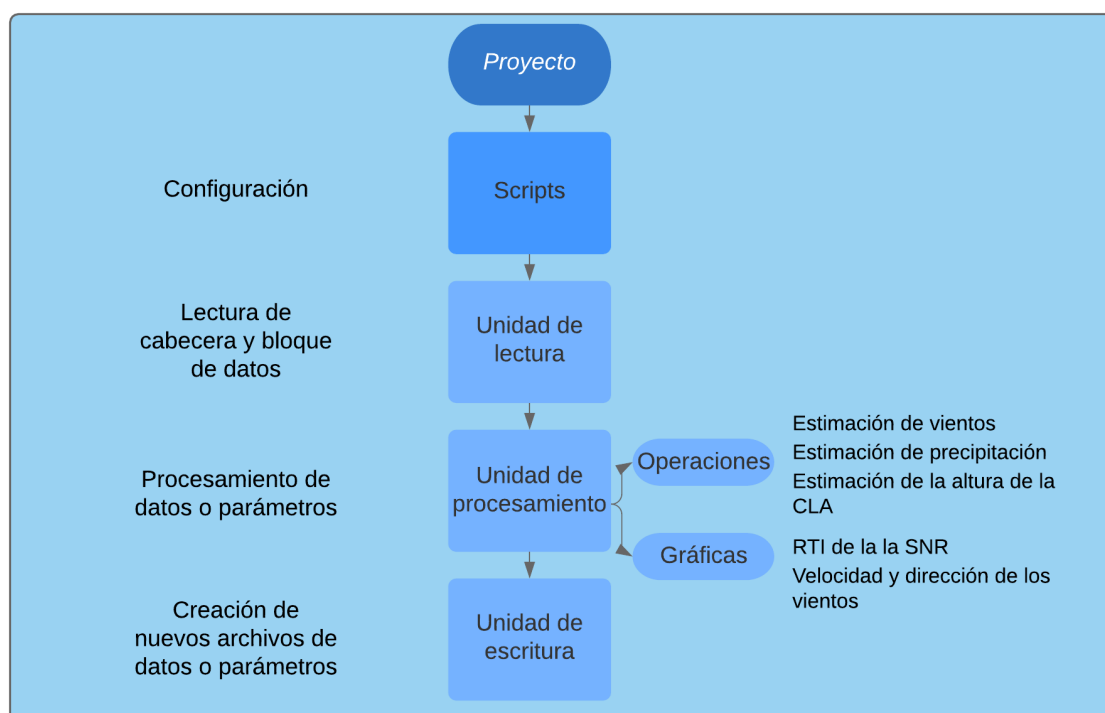 Proyecto
Configuración
Scripts
Lectura de
cabecera y bloque
de datos
Unidad de
lectura
Procesamiento de
datos o parámetros
Unidad de
procesamiento
Operaciones
Estimación de vientos
Estimación de precipitación
Estimación de la altura de la
CLA
Gráficas
RTI de la la SNR
Velocidad y dirección de los
vientos
Creación de
nuevos archivos de
datos o parámetros
Unidad de
escritura